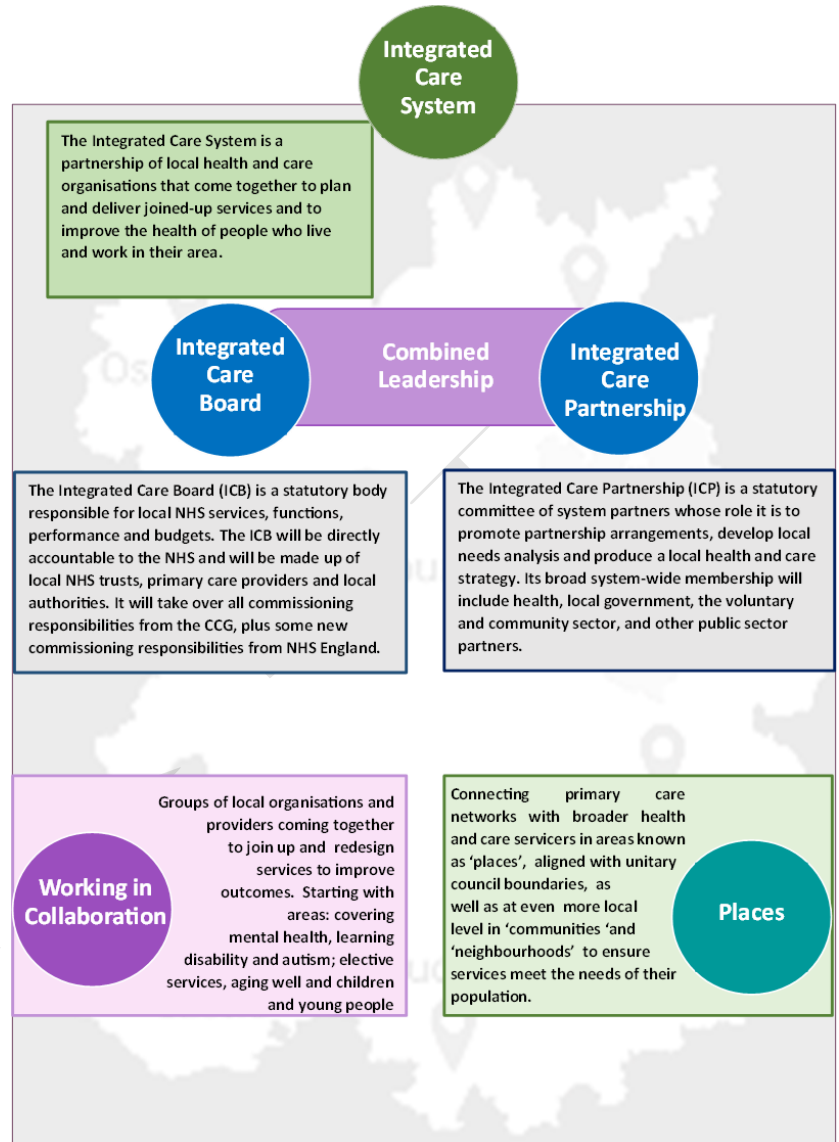 Integrated
Care
System
The Integrated Care System is a
partnership of local health and care
organisations that come together to plan
and deliver joined-up services and to
improve the health of people who live
and work in their area.
Integrated
Care
Board
Combined
Leadership
Integrated
Care
Partnership
The Integrated Care Board (ICB) is a statutory body
responsible for local NHS services, functions,
performance and budgets. The ICB will be directly
accountable to the NHS and will be made up of
local NHS trusts, primary care providers and local
authorities. It will take over all commissioning
responsibilities from the CCG, plus some new
commissioning responsibilities from NHS England.
The Integrated Care Partnership (ICP) is a statutory
committee of system partners whose role it is to
promote partnership arrangements, develop local
needs analysis and produce a local health and care
strategy. Its broad system-wide membership will
include health, local government, the voluntary
and community sector, and other public sector
partners.
Working in
Collaboration
Groups of local organisations and
providers coming together
to join up and redesign
services to improve
outcomes. Starting with
areas: covering
mental health, learning
disability and autism; elective
services, aging well and children
and young people
Connecting primary care
networks with broader health
and care servicers in areas known
as ‘places’, aligned with unitary
council boundaries, as
well as at even more local
level in ‘communities ‘and
‘neighbourhoods’ to ensure
services meet the needs of their
population.
Places